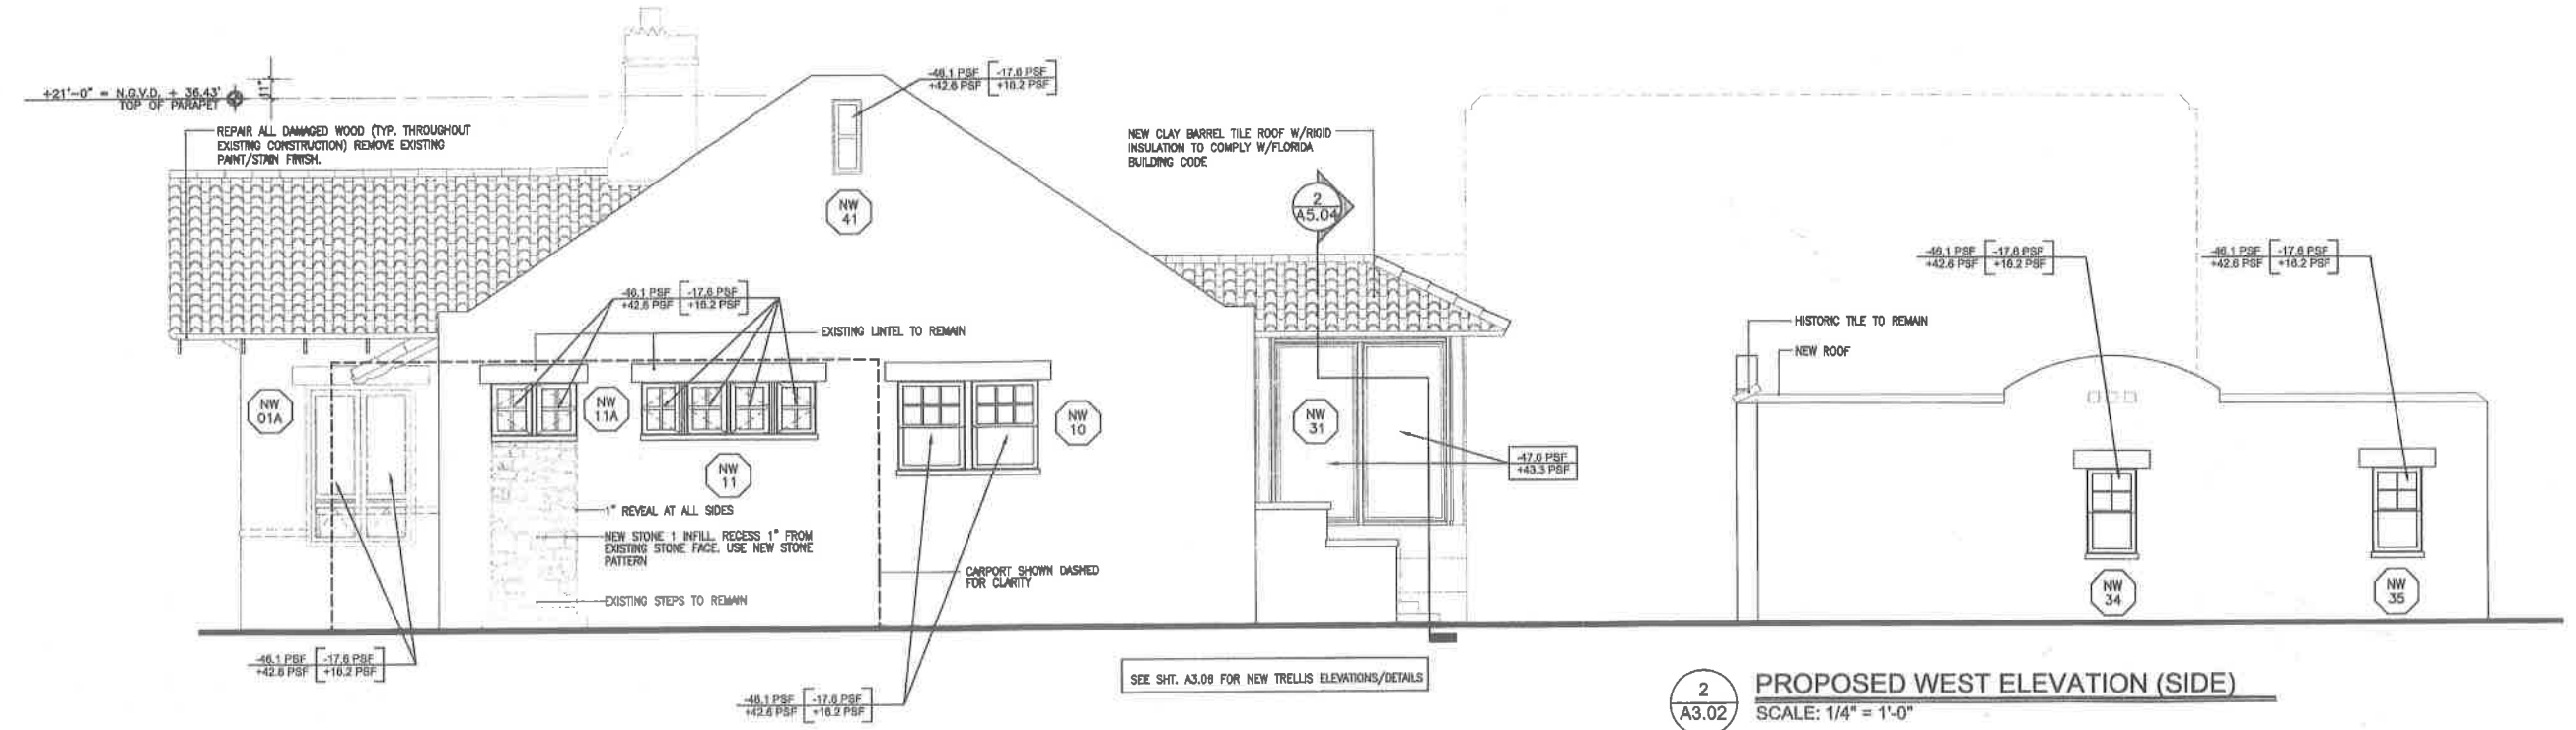 +21'-0" = N.G.V.D. + 36.43'
TOP OF PARAPET
11"
REPAIR ALL DAMAGED WOOD (TYP. THROUGHOUT
EXISTING CONSTRUCTION) REMOVE EXISTING
PAINT/STAIN FINISH.
-46.1 PSF [-17.6 PSF]
+42.6 PSF [+16.2 PSF]
NW
41
NEW CLAY BARREL TILE ROOF W/RIGID
INSULATION TO COMPLY W/FLORIDA
BUILDING CODE
2
A5.04
-46.1 PSF [-17.6 PSF]
+42.6 PSF [+16.2 PSF]
-46.1 PSF [-17.6 PSF]
+42.6 PSF [+16.2 PSF]
-46.1 PSF [-17.6 PSF]
+42.6 PSF [+16.2 PSF]
EXISTING LINTEL TO REMAIN
HISTORIC TILE TO REMAIN
NEW ROOF
NW
01A
NW
11A
NW
10
NW
31
NW
11
-47.0 PSF
+43.3 PSF
1" REVEAL AT ALL SIDES
NEW STONE 1 INFILL. RECESS 1" FROM
EXISTING STONE FACE. USE NEW STONE
PATTERN
CARPORT SHOWN DASHED
FOR CLARITY
EXISTING STEPS TO REMAIN
NW
34
NW
35
-46.1 PSF [-17.6 PSF]
+42.6 PSF [+16.2 PSF]
-46.1 PSF [-17.6 PSF]
+42.6 PSF [+16.2 PSF]
SEE SHT. A3.08 FOR NEW TRELLIS ELEVATIONS/DETAILS
2
A3.02
PROPOSED WEST ELEVATION (SIDE)
SCALE: 1/4" = 1'-0"